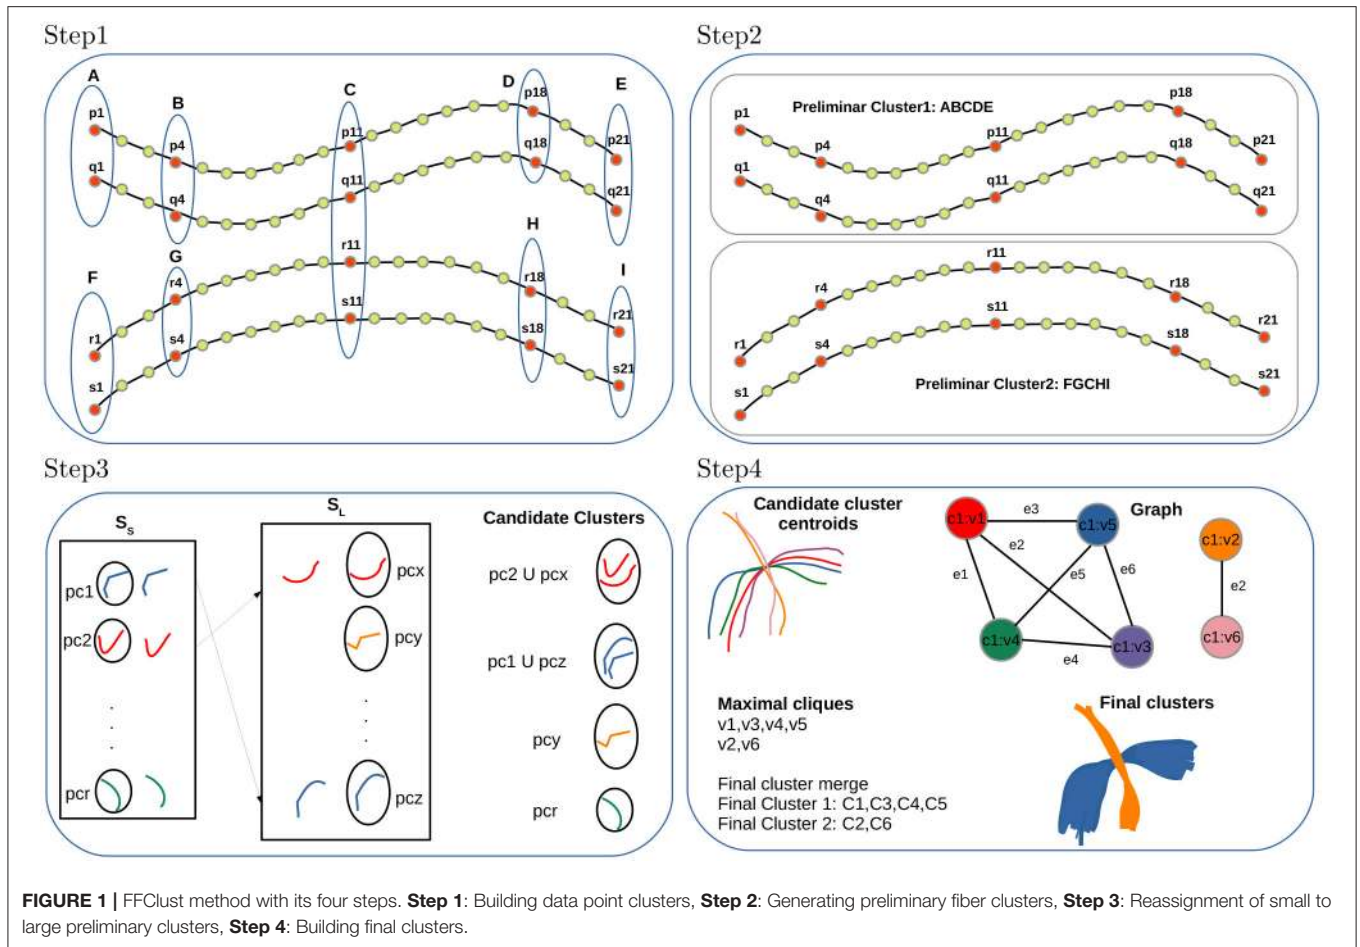 Step1
A
B
C
D
E
p1
p4
p11
p18
p21
q1
q4
q11
q18
q21
F
G
H
I
r1
r4
r11
r18
r21
s1
s4
s11
s18
s21
Step2
Preliminar Cluster1: ABCDE
p1
p4
p11
p18
p21
q1
q4
q11
q18
q21
r1
r4
r11
r18
r21
s1
s4
s11
s18
s21
Preliminar Cluster2: FGCHI
Step3
SS
pc1
pc2
pcr
SL
pcx
pcy
pcz
Candidate Clusters
pc2 U pcx
pc1 U pcz
pcy
pcr
Step4
Candidate cluster
centroids
Graph
c1:v1
c1:v5
c1:v4
c1:v3
c1:v2
c1:v6
e3
e2
e1
e5
e6
e4
e2
Maximal cliques
v1,v3,v4,v5
v2,v6
Final cluster merge
Final Cluster 1: C1,C3,C4,C5
Final Cluster 2: C2,C6
Final clusters
FIGURE 1 | FFClust method with its four steps. Step 1: Building data point clusters, Step 2: Generating preliminary fiber clusters, Step 3: Reassignment of small to
large preliminary clusters, Step 4: Building final clusters.